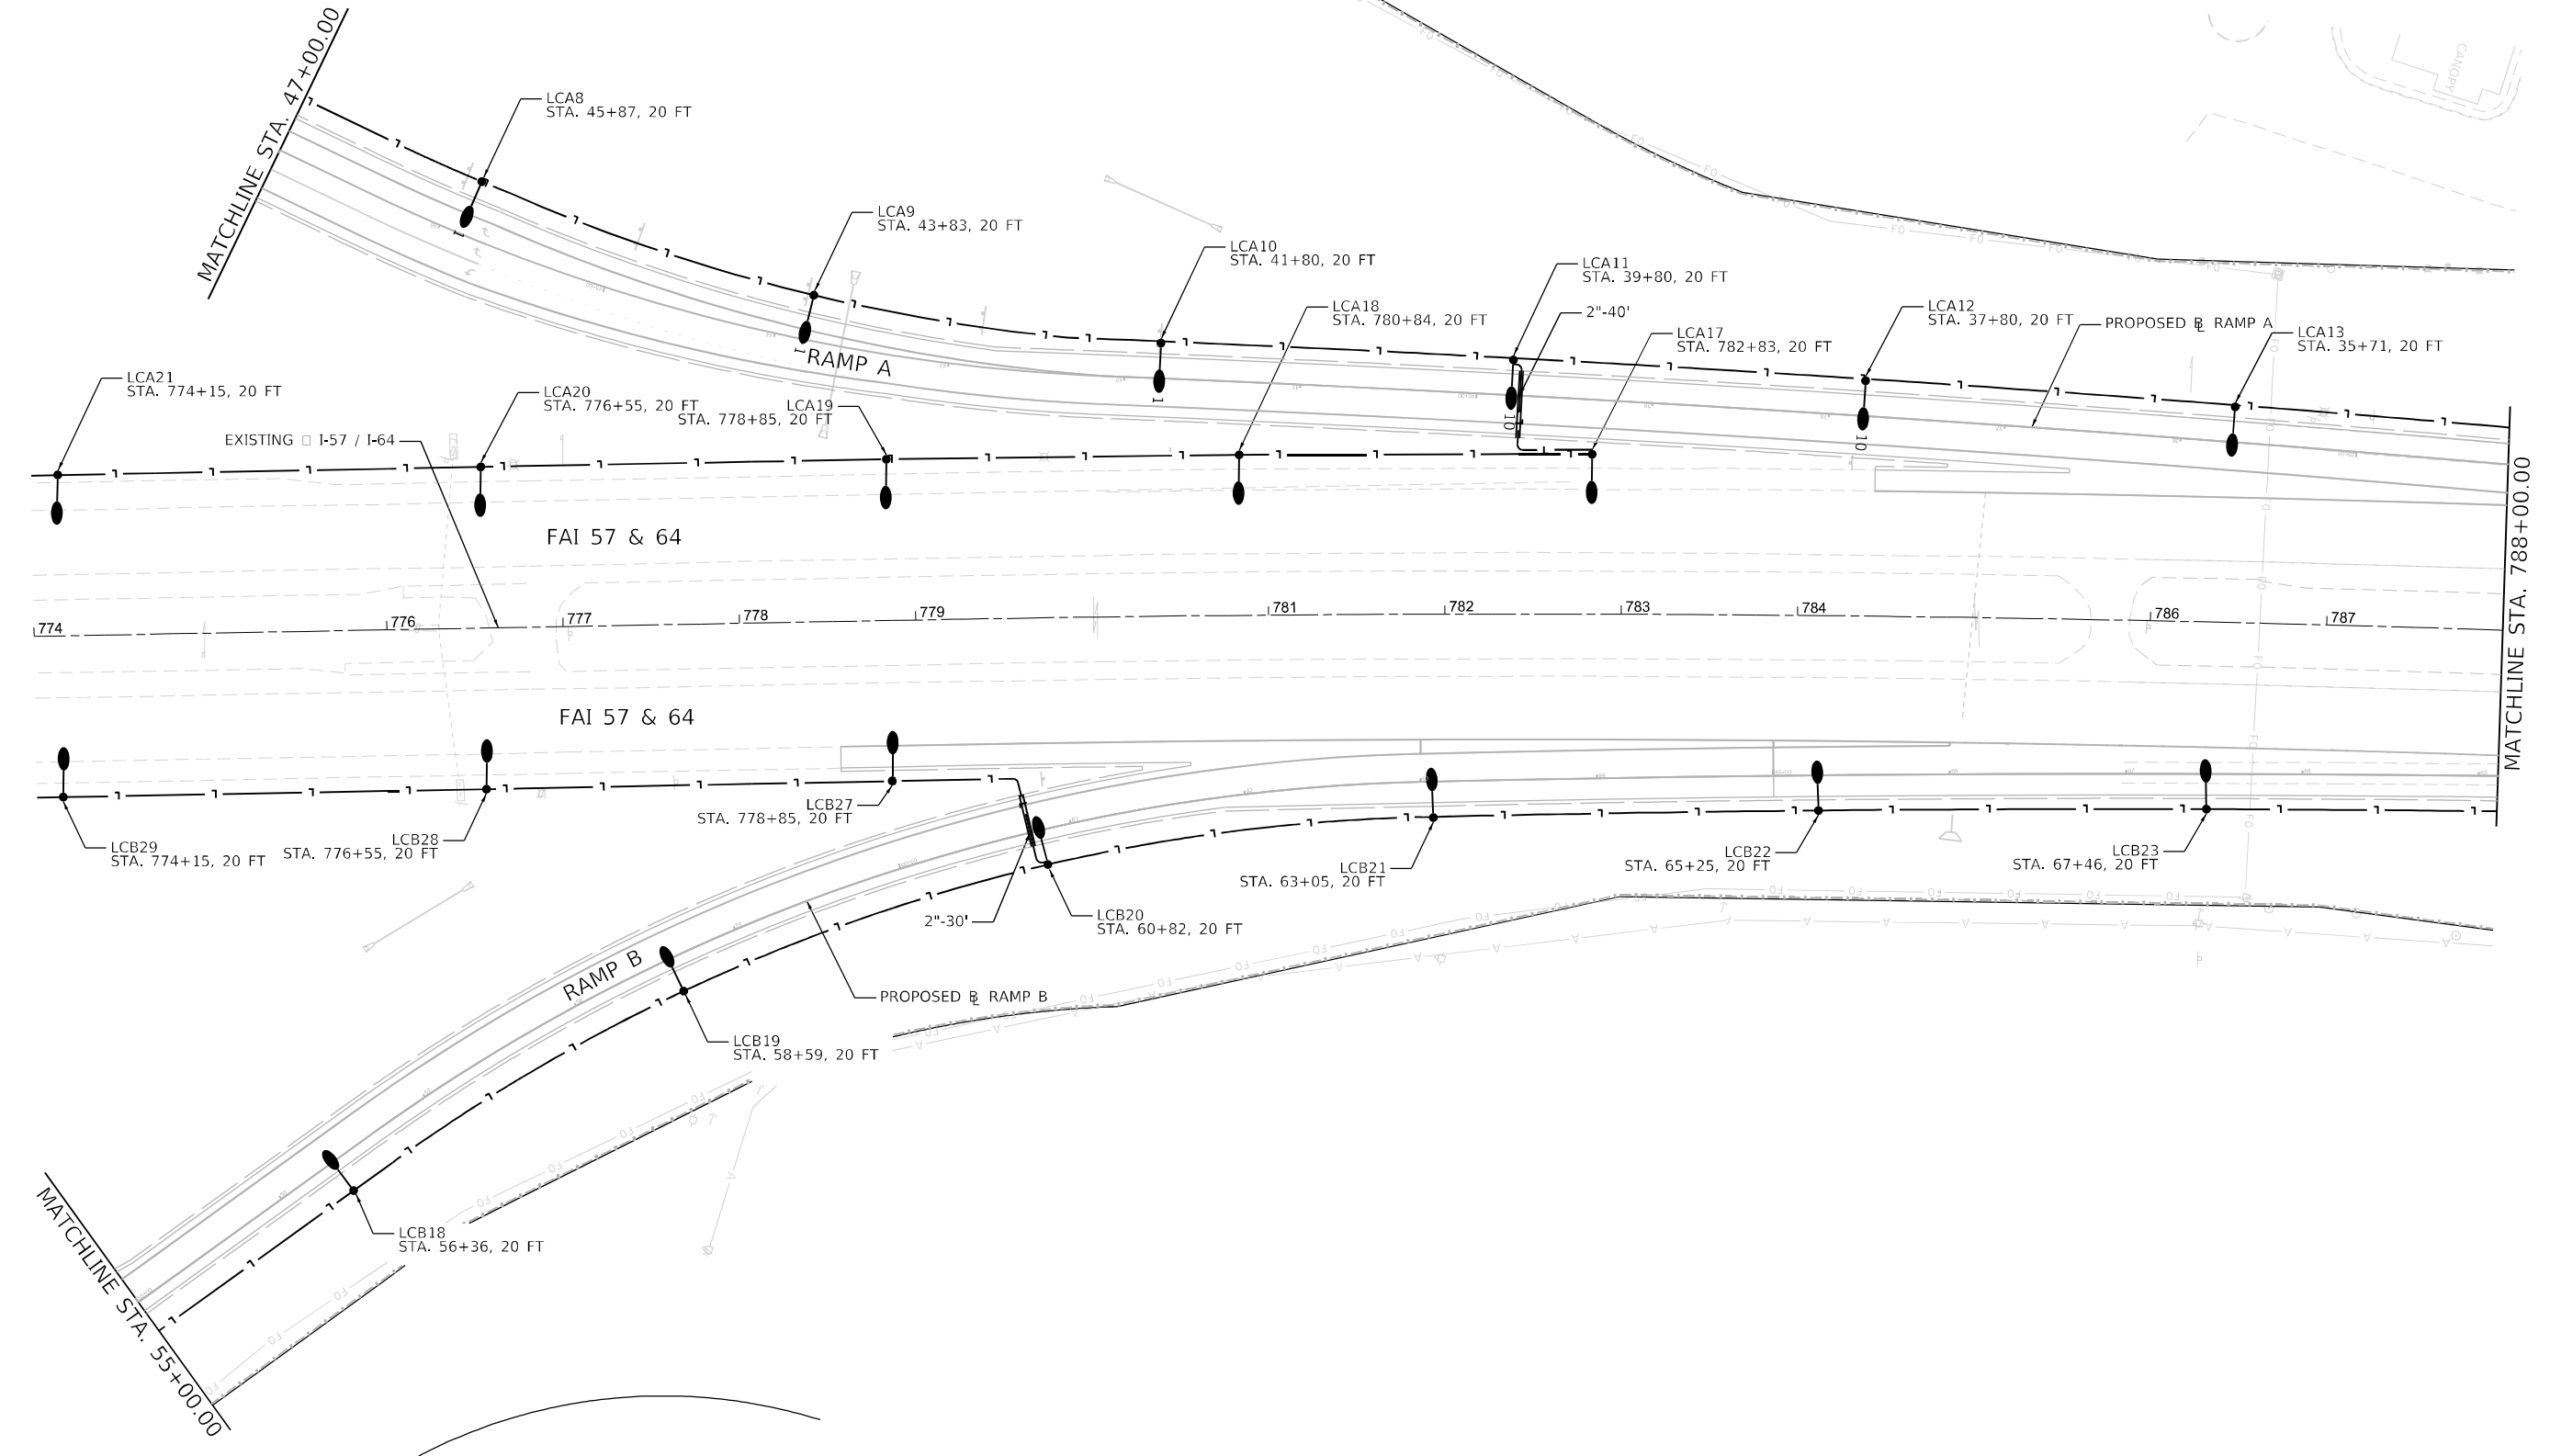 MATCHLINE STA. 47+00.00
LCA8
STA. 45+87, 20 FT
CANOPY
LCA9
STA. 43+83, 20 FT
LCA10
STA. 41+80, 20 FT
LCA11
STA. 39+80, 20 FT
LCA18
STA. 780+84, 20 FT
2"-40'
LCA17
STA. 782+83, 20 FT
LCA12
STA. 37+80, 20 FT
PROPOSED BL RAMP A
LCA13
STA. 35+71, 20 FT
RAMP A
LCA21
STA. 774+15, 20 FT
LCA20
STA. 776+55, 20 FT
LCA19
STA. 778+85, 20 FT
EXISTING □ I-57 / I-64
1
1
1
10
10
FAI 57 & 64
774
776
777
778
779
781
782
783
784
786
787
MATCHLINE STA. 788+00.00
FAI 57 & 64
LCB29
STA. 774+15, 20 FT
LCB28
STA. 776+55, 20 FT
LCB27
STA. 778+85, 20 FT
LCB21
STA. 63+05, 20 FT
LCB22
STA. 65+25, 20 FT
LCB23
STA. 67+46, 20 FT
2"-30'
LCB20
STA. 60+82, 20 FT
RAMP B
PROPOSED BL RAMP B
LCB19
STA. 58+59, 20 FT
LCB18
STA. 56+36, 20 FT
MATCHLINE STA. 55+00.00